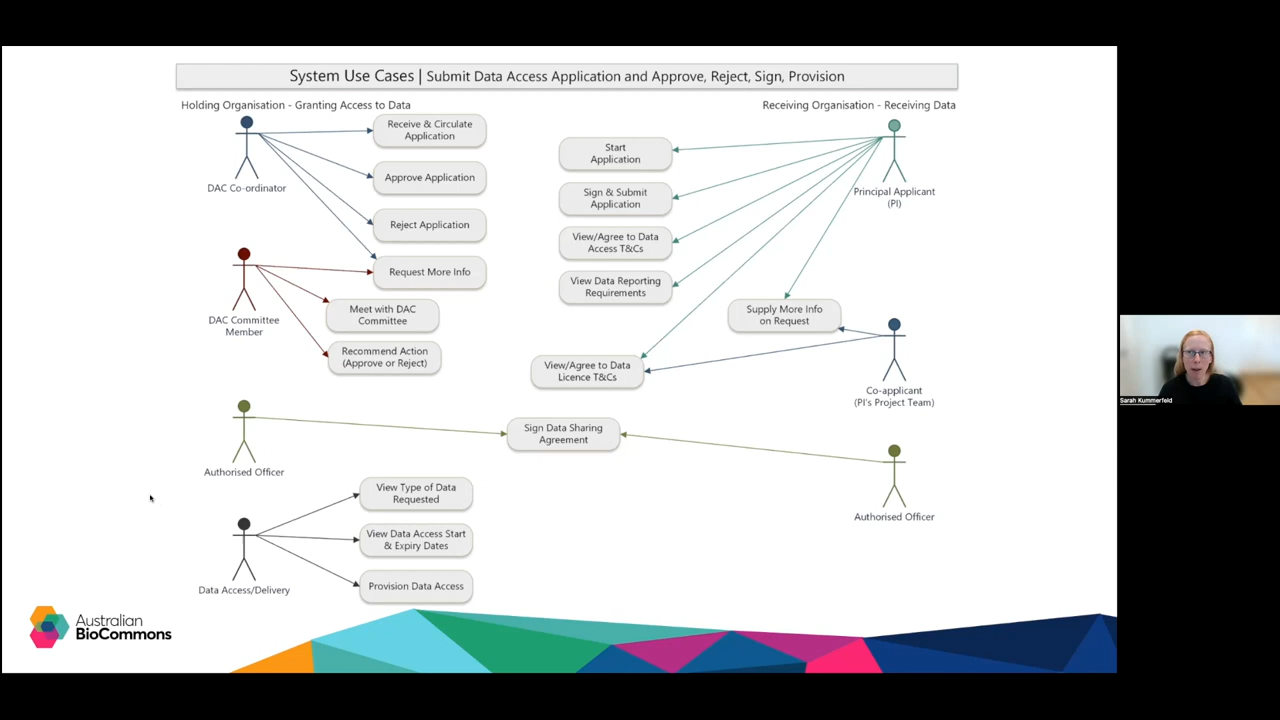 System Use Cases | Submit Data Access Application and Approve, Reject, Sign, Provision
Holding Organisation - Granting Access to Data
Receiving Organisation - Receiving Data
DAC Co-ordinator
Receive & Circulate
Application
Approve Application
Reject Application
Request More Info
DAC Committee
Member
Meet with DAC
Committee
Recommend Action
(Approve or Reject)
Start
Application
Sign & Submit
Application
View/Agree to Data
Access T&Cs
View Data Reporting
Requirements
Principal Applicant
(PI)
Supply More Info
on Request
View/Agree to Data
Licence T&Cs
Co-applicant
(PI's Project Team)
Authorised Officer
Sign Data Sharing
Agreement
Authorised Officer
View Type of Data
Requested
View Data Access Start
& Expiry Dates
Provision Data Access
Data Access/Delivery
Australian
BioCommons
Sarah Kummerfeld